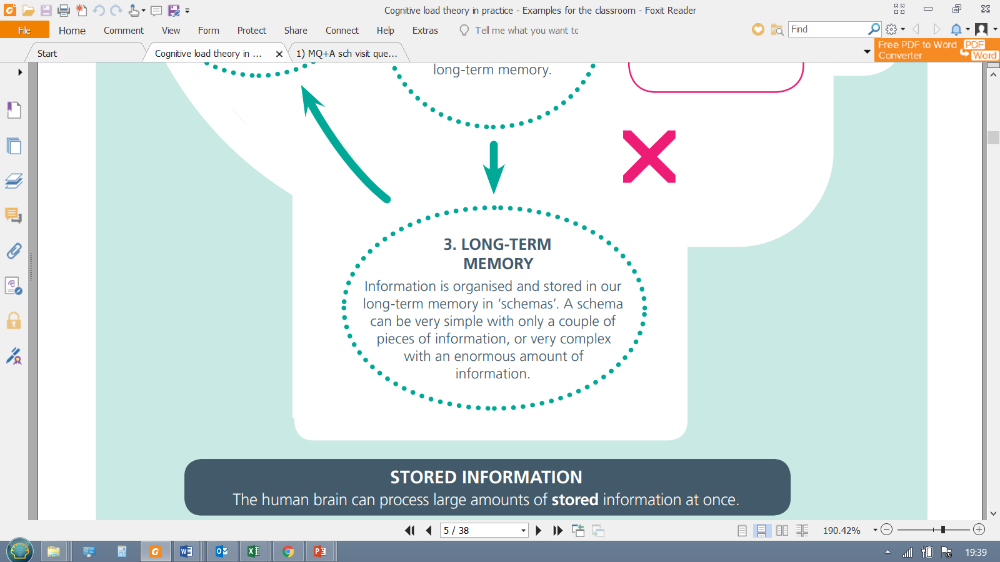 Cognitive load theory in practice - Examples for the classroom - Foxit Reader
File Home Comment View Form Protect Share Connect Help Extras Tell me what you want to Find
Start Cognitive load theory in ... 1) MQ+A sch visit que...
Free PDF to Word Converter PDF Word
long-term memory.
3. LONG-TERM
MEMORY
Information is organised and stored in our
long-term memory in ‘schemas’. A schema
can be very simple with only a couple of
pieces of information, or very complex
with an enormous amount of
information.
STORED INFORMATION
The human brain can process large amounts of stored information at once.
5 / 38 190.42%
19:39